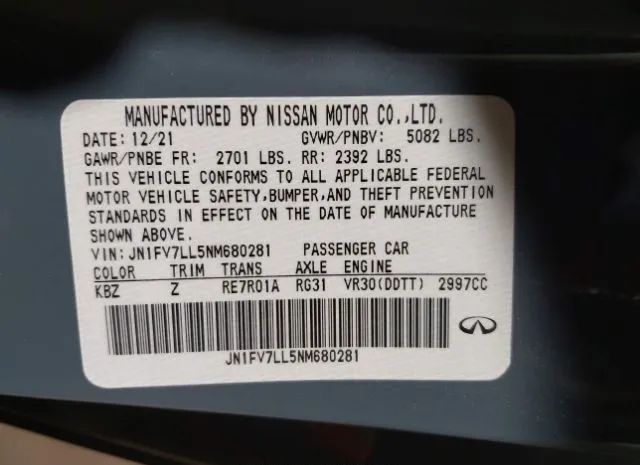 MANUFACTURED BY NISSAN MOTOR CO.,LTD.
DATE: 12/21 GVWR/PNBV: 5082 LBS.
GAWR/PNBE FR: 2701 LBS. RR: 2392 LBS.
THIS VEHICLE CONFORMS TO ALL APPLICABLE FEDERAL
MOTOR VEHICLE SAFETY,BUMPER,AND THEFT PREVENTION
STANDARDS IN EFFECT ON THE DATE OF MANUFACTURE
SHOWN ABOVE.
VIN: JN1FV7LL5NM680281 PASSENGER CAR
COLOR TRIM TRANS AXLE ENGINE
KBZ Z RE7R01A RG31 VR30(DDTT) 2997CC
JN1FV7LL5NM680281